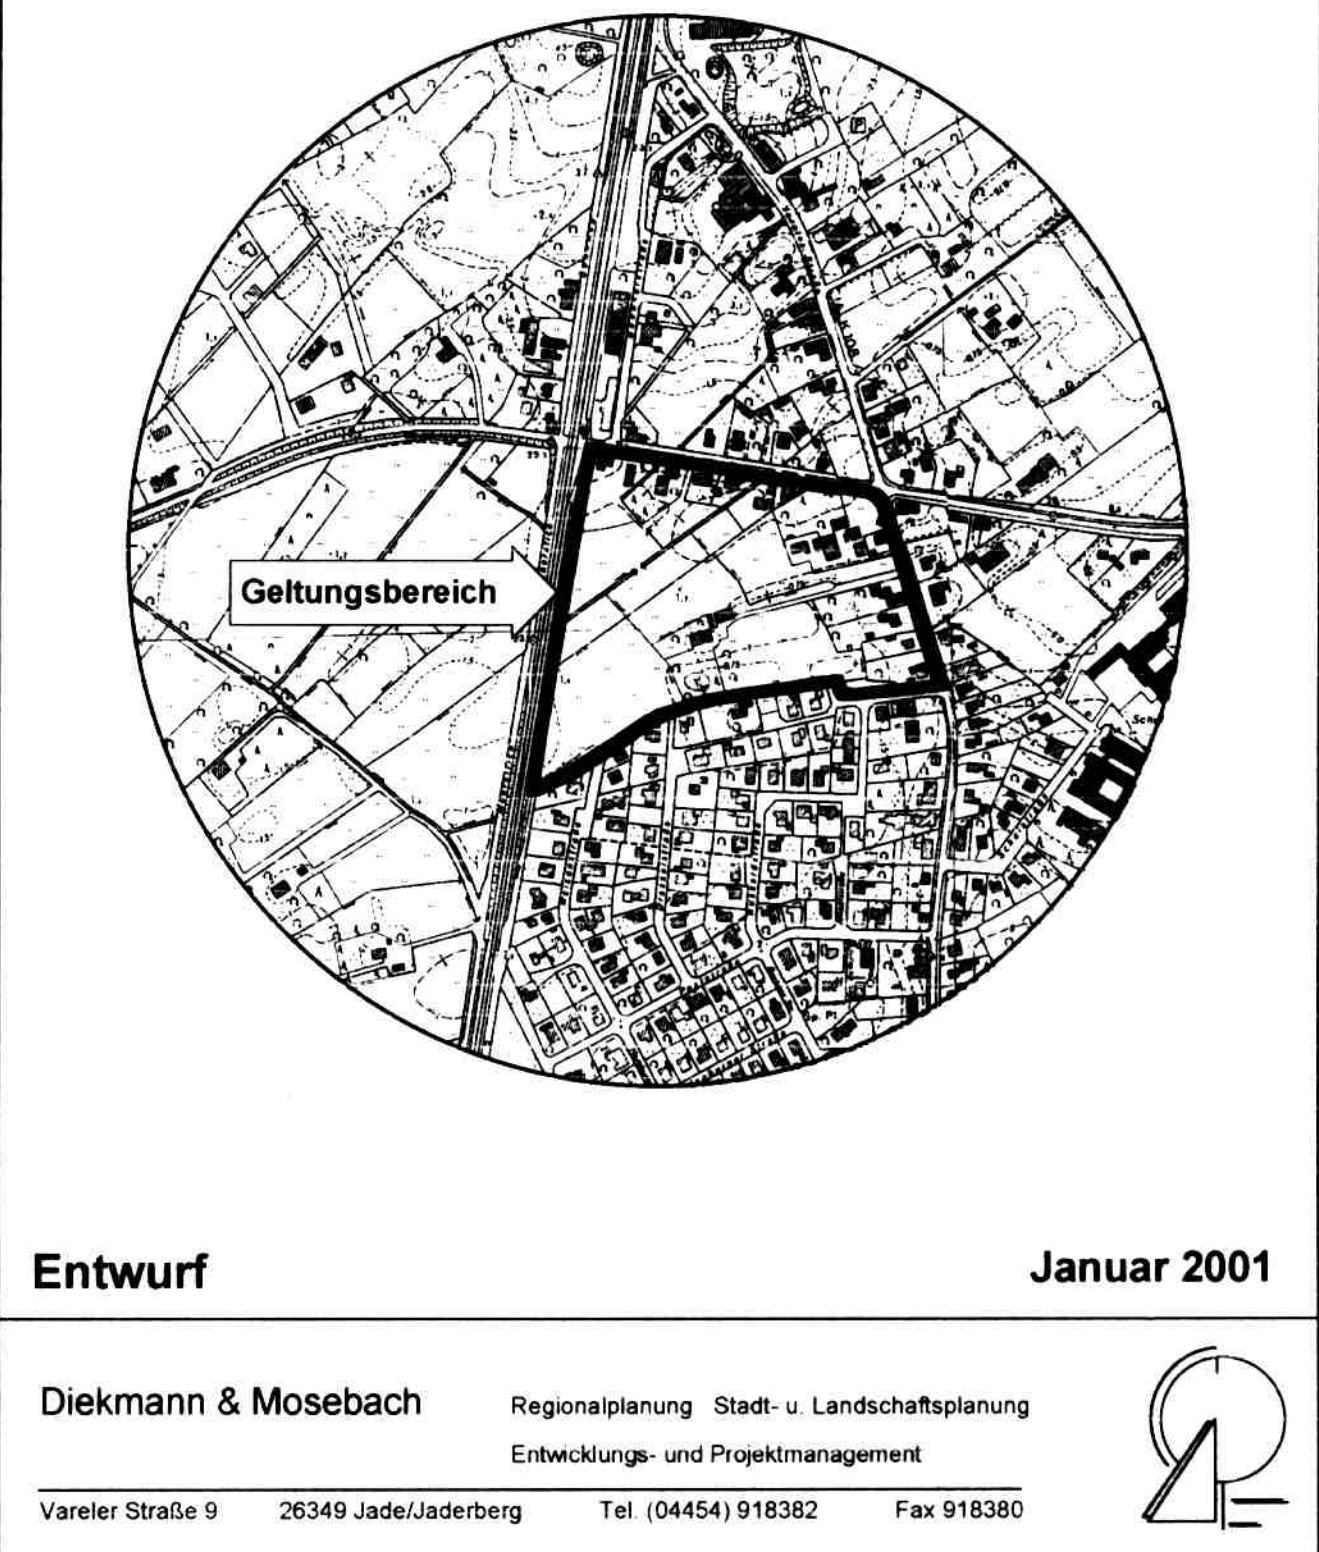 Geltungsbereich
Entwurf
Januar 2001
Diekmann & Mosebach
Regionalplanung Stadt- u. Landschaftsplanung
Entwicklungs- und Projektmanagement
Vareler Straße 9 26349 Jade/Jaderberg Tel. (04454) 918382 Fax 918380